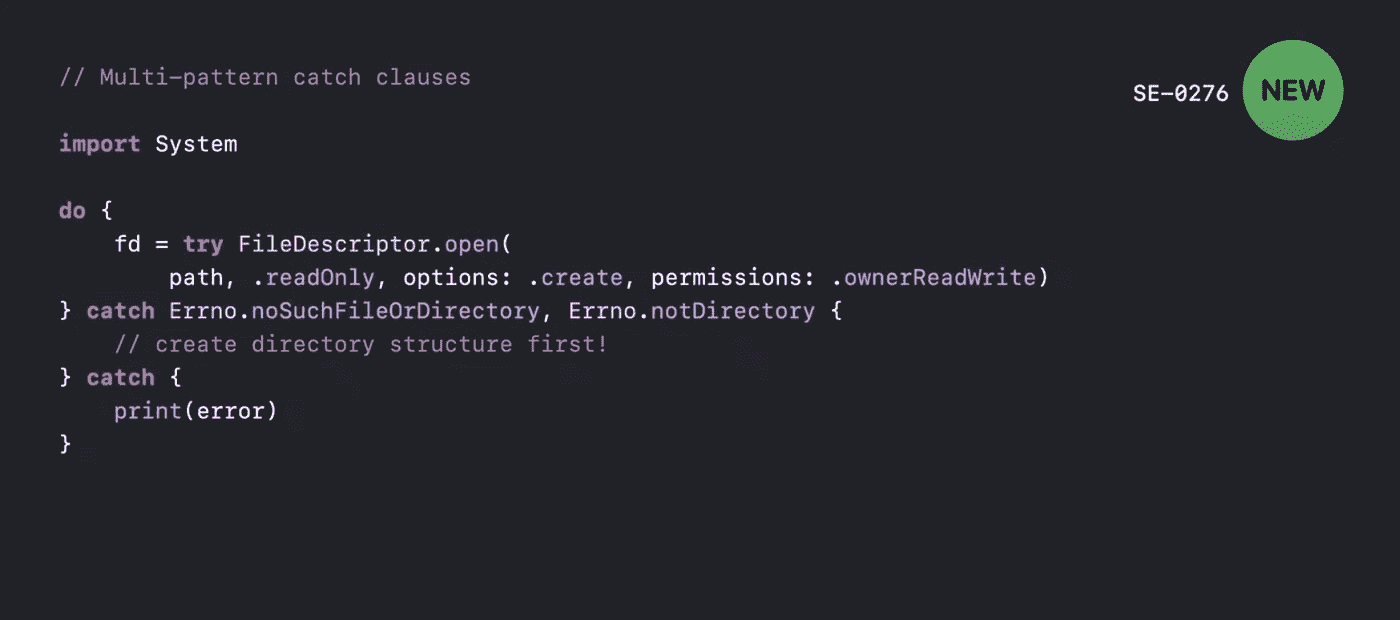 // Multi-pattern catch clauses
SE-0276
NEW
import System
do {
    fd = try FileDescriptor.open(
        path, .readOnly, options: .create, permissions: .ownerReadWrite)
} catch Errno.noSuchFileOrDirectory, Errno.notDirectory {
    // create directory structure first!
} catch {
    print(error)
}